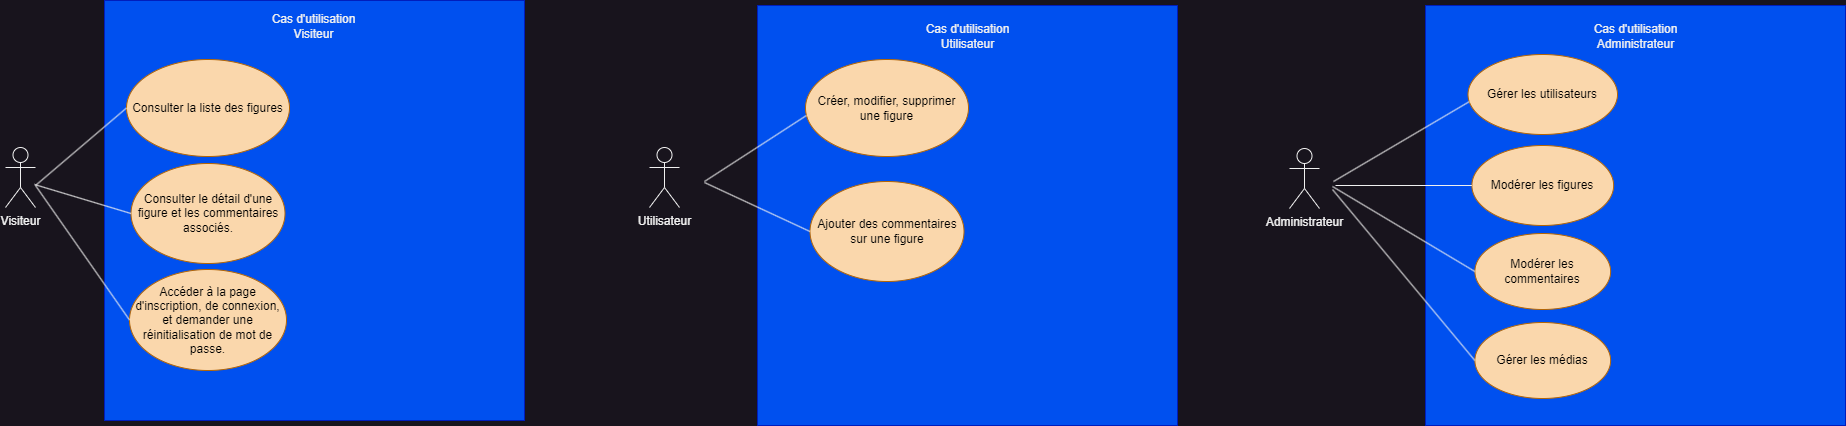 Cas d'utilisation
Visiteur
Consulter la liste des figures
Consulter le détail d'une
figure et les commentaires
associés.
Accéder à la page
d'inscription, de connexion,
et demander une
réinitialisation de mot de
passe.
Visiteur
Cas d'utilisation
Utilisateur
Créer, modifier, supprimer
une figure
Ajouter des commentaires
sur une figure
Utilisateur
Cas d'utilisation
Administrateur
Gérer les utilisateurs
Modérer les figures
Modérer les
commentaires
Gérer les médias
Administrateur